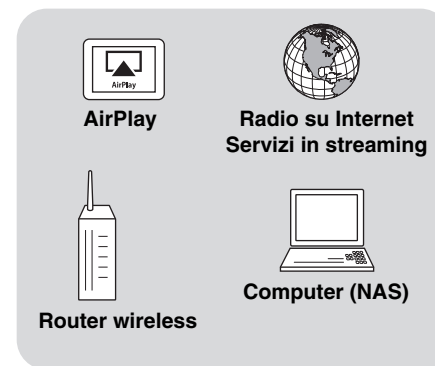 AirPlay
AirPlay
Radio su Internet
Servizi in streaming
Router wireless
Computer (NAS)